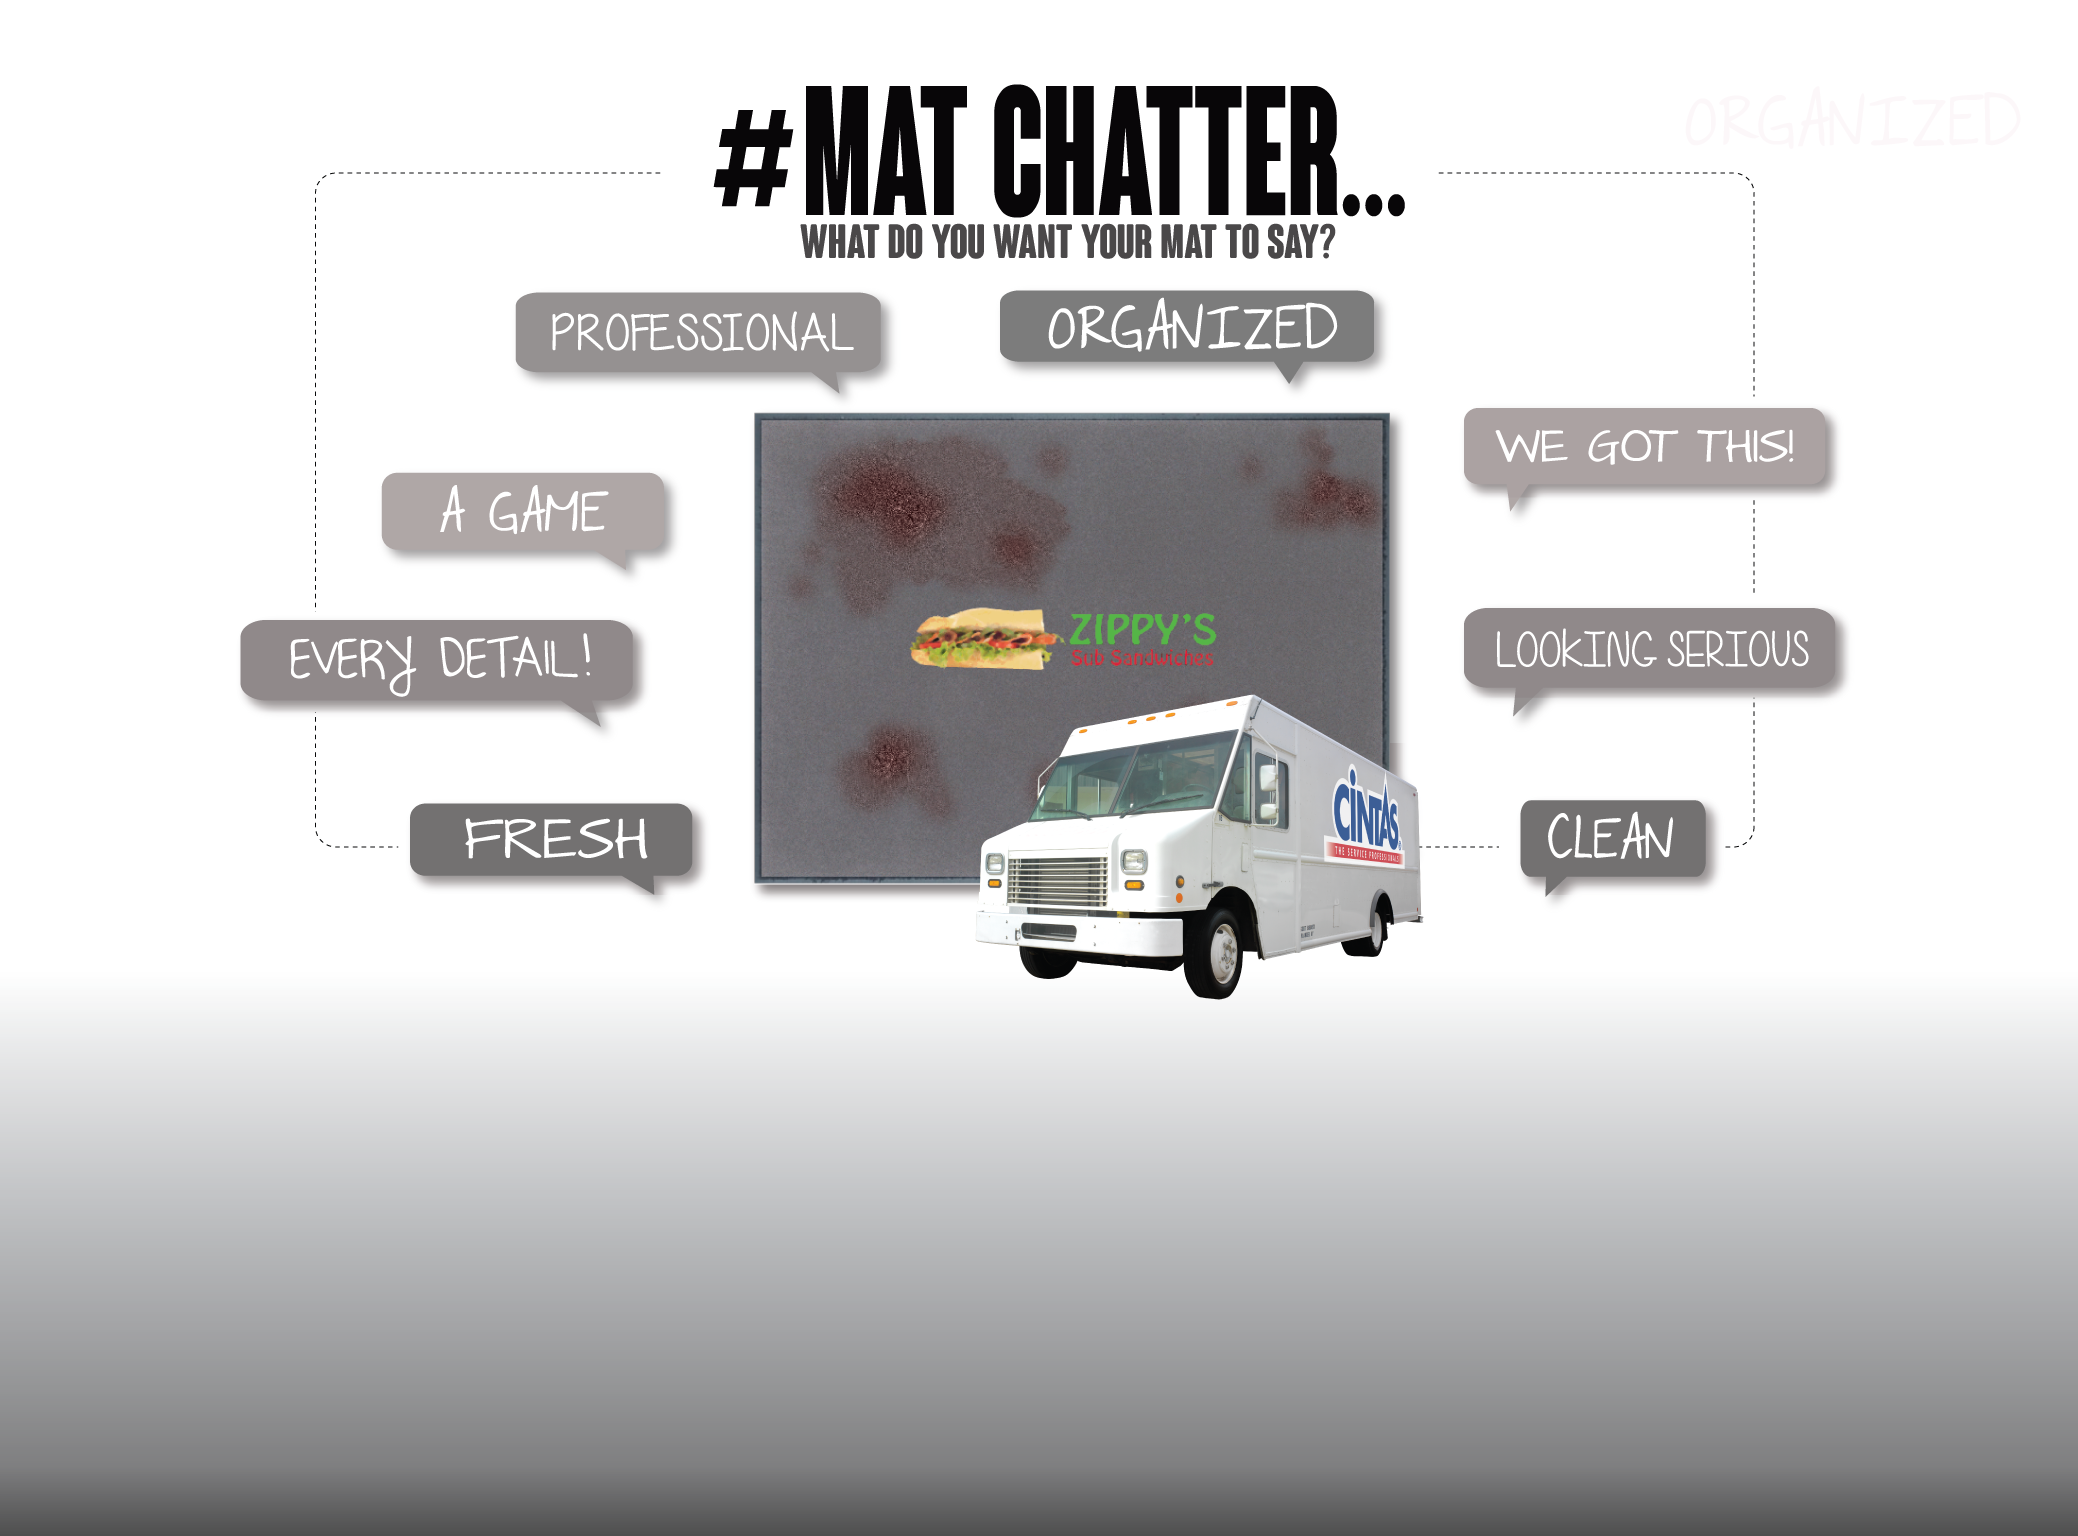 ORGANIZED
#MAT CHATTER...
WHAT DO YOU WANT YOUR MAT TO SAY?
PROFESSIONAL
ORGANIZED
WE GOT THIS!
A GAME
ZIPPY'S
Sub Sandwiches
EVERY DETAIL!
LOOKING SERIOUS
CINTAS
THE SERVICE PROFESSIONALS
FRESH
CLEAN